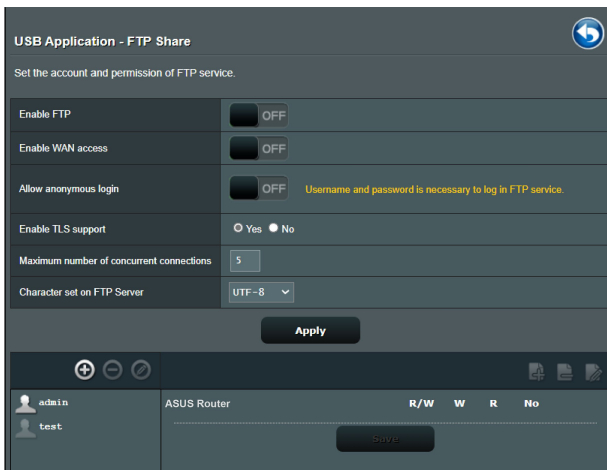 USB Application - FTP Share
Set the account and permission of FTP service.
Enable FTP
OFF
Enable WAN access
OFF
Allow anonymous login
OFF
Username and password is necessary to log in FTP service.
Enable TLS support
Yes No
Maximum number of concurrent connections
5
Character set on FTP Server
UTF-8
Apply
admin
test
ASUS Router R/W W R No
Save